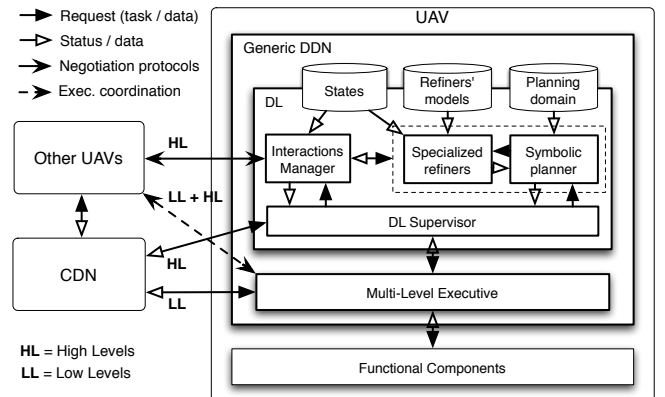 Request (task / data)
Status / data
Negotiation protocols
Exec. coordination
UAV
Generic DDN
DL
States
Refiners'
models
Planning
domain
Other UAVs
HL
Interactions
Manager
Specialized
refiners
Symbolic
planner
LL + HL
DL Supervisor
CDN
HL
LL
Multi-Level Executive
HL = High Levels
LL = Low Levels
Functional Components